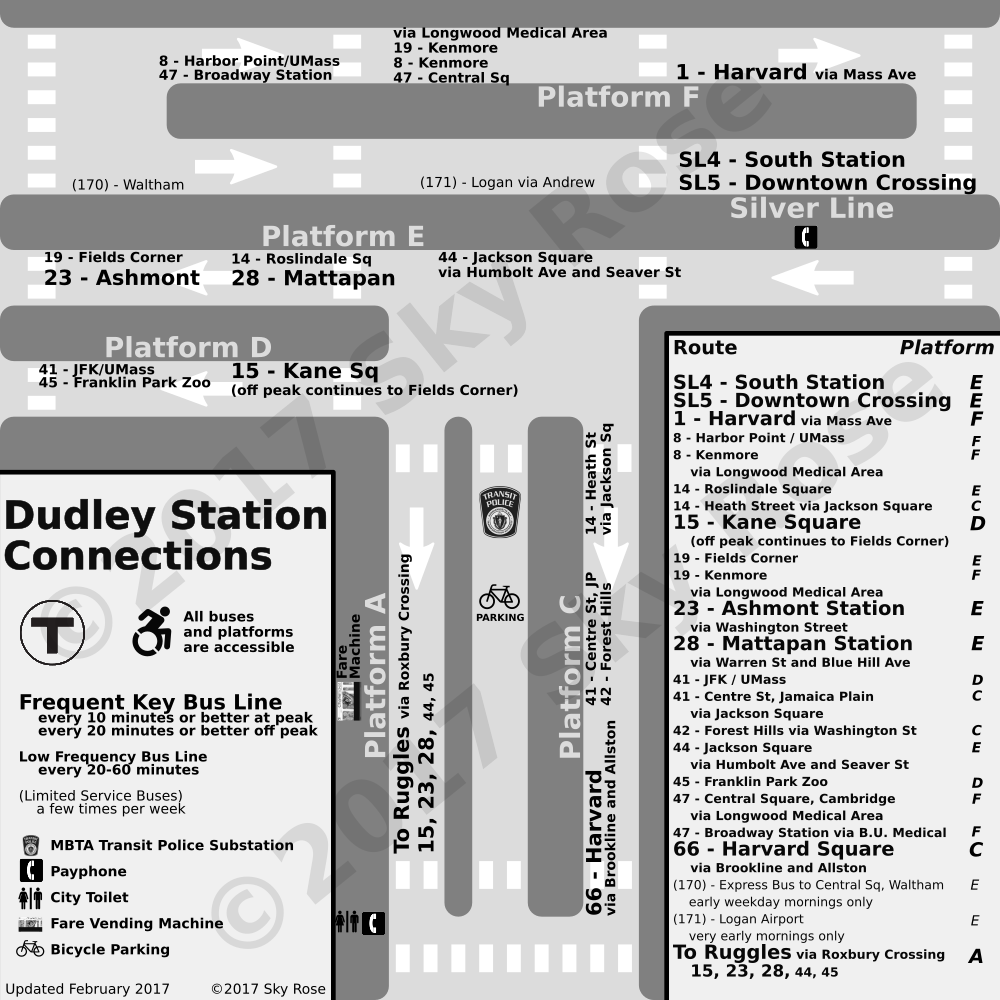 via Longwood Medical Area
19 - Kenmore
8 - Harbor Point/UMass
8 - Kenmore
47 - Broadway Station
47 - Central Sq
1 - Harvard via Mass Ave
Platform F
SL4 - South Station
(170) - Waltham
(171) - Logan via Andrew
SL5 - Downtown Crossing
Silver Line
Platform E
19 - Fields Corner
14 - Roslindale Sq
44 - Jackson Square
23 - Ashmont
28 - Mattapan
via Humbolt Ave and Seaver St
Platform D
41 - JFK/UMass
45 - Franklin Park Zoo
15 - Kane Sq
(off peak continues to Fields Corner)
Dudley Station
Connections
T
All buses
and platforms
are accessible
Frequent Key Bus Line
every 10 minutes or better at peak
every 20 minutes or better off peak
Low Frequency Bus Line
every 20-60 minutes
(Limited Service Buses)
a few times per week
MBTA Transit Police Substation
Payphone
City Toilet
Fare Vending Machine
Bicycle Parking
Updated February 2017 ©2017 Sky Rose
Fare
Machine
Platform A
To Ruggles via Roxbury Crossing
15, 23, 28, 44, 45
TRANSIT
POLICE
PARKING
Platform C
14 - Heath St
via Jackson Sq
41 - Centre St, JP
42 - Forest Hills
66 - Harvard
via Brookline and Allston
Route Platform
SL4 - South Station E
SL5 - Downtown Crossing E
1 - Harvard via Mass Ave F
8 - Harbor Point / UMass F
8 - Kenmore F
via Longwood Medical Area
14 - Roslindale Square E
14 - Heath Street via Jackson Square C
15 - Kane Square D
(off peak continues to Fields Corner)
19 - Fields Corner E
19 - Kenmore F
via Longwood Medical Area
23 - Ashmont Station E
via Washington Street
28 - Mattapan Station E
via Warren St and Blue Hill Ave
41 - JFK / UMass D
41 - Centre St, Jamaica Plain C
via Jackson Square
42 - Forest Hills via Washington St C
44 - Jackson Square E
via Humbolt Ave and Seaver St
45 - Franklin Park Zoo D
47 - Central Square, Cambridge F
via Longwood Medical Area
47 - Broadway Station via B.U. Medical F
66 - Harvard Square C
via Brookline and Allston
(170) - Express Bus to Central Sq, Waltham E
early weekday mornings only
(171) - Logan Airport E
very early mornings only
To Ruggles via Roxbury Crossing A
15, 23, 28, 44, 45
© 2017 Sky Rose
© 2017 Sky Rose